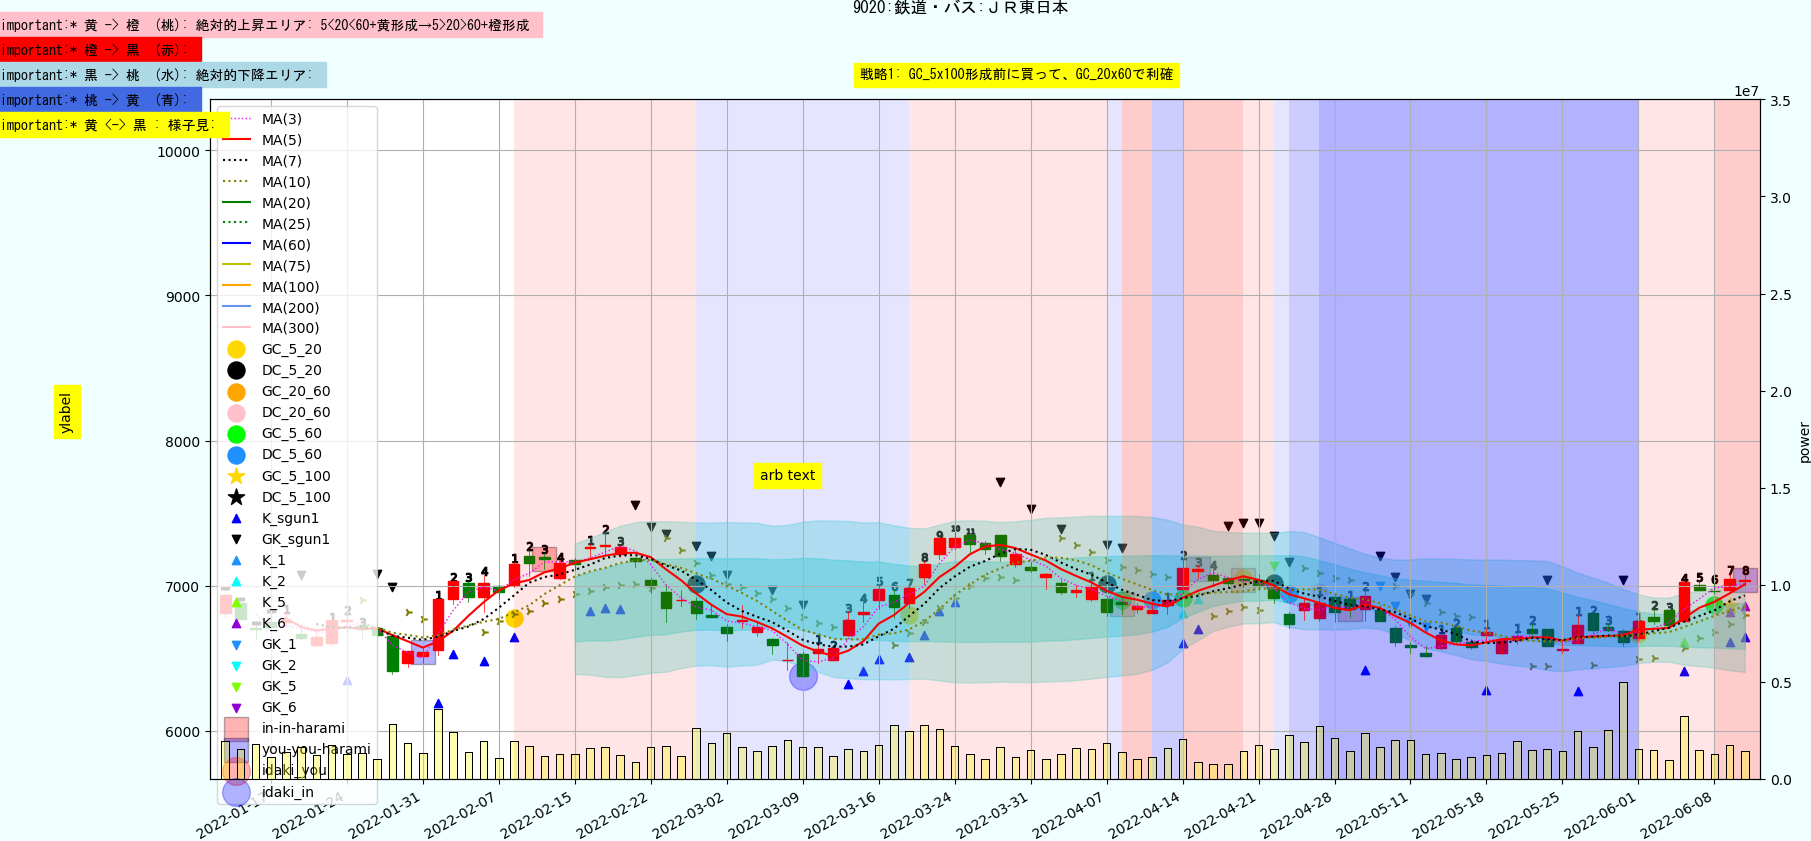 9020:鉄道・バス:ＪＲ東日本
important:* 黄 -> 橙 (桃): 絶対的上昇エリア: 5<20<60+黄形成→5>20>60+橙形成
important:* 橙 -> 黒 (赤):
important:* 黒 -> 桃 (水): 絶対的下降エリア:
important:* 桃 -> 黄 (青):
important:* 黄 <-> 黒 : 様子見:
戦略1: GC_5x100形成前に買って、GC_20x60で利確
1e7
MA(3)
MA(5)
MA(7)
MA(10)
MA(20)
MA(25)
MA(60)
MA(75)
MA(100)
MA(200)
MA(300)
GC_5_20
DC_5_20
GC_20_60
DC_20_60
GC_5_60
DC_5_60
GC_5_100
DC_5_100
K_sgun1
GK_sgun1
K_1
K_2
K_5
K_6
GK_1
GK_2
GK_5
GK_6
in-in-harami
you-you-harami
idaki_you
idaki_in
ylabel
10000
9000
8000
7000
6000
arb text
3.5
3.0
2.5
2.0
1.5
1.0
0.5
0.0
power
2022-01-17
2022-01-24
2022-01-31
2022-02-07
2022-02-15
2022-02-22
2022-03-02
2022-03-09
2022-03-16
2022-03-24
2022-03-31
2022-04-07
2022-04-14
2022-04-21
2022-04-28
2022-05-11
2022-05-18
2022-05-25
2022-06-01
2022-06-08